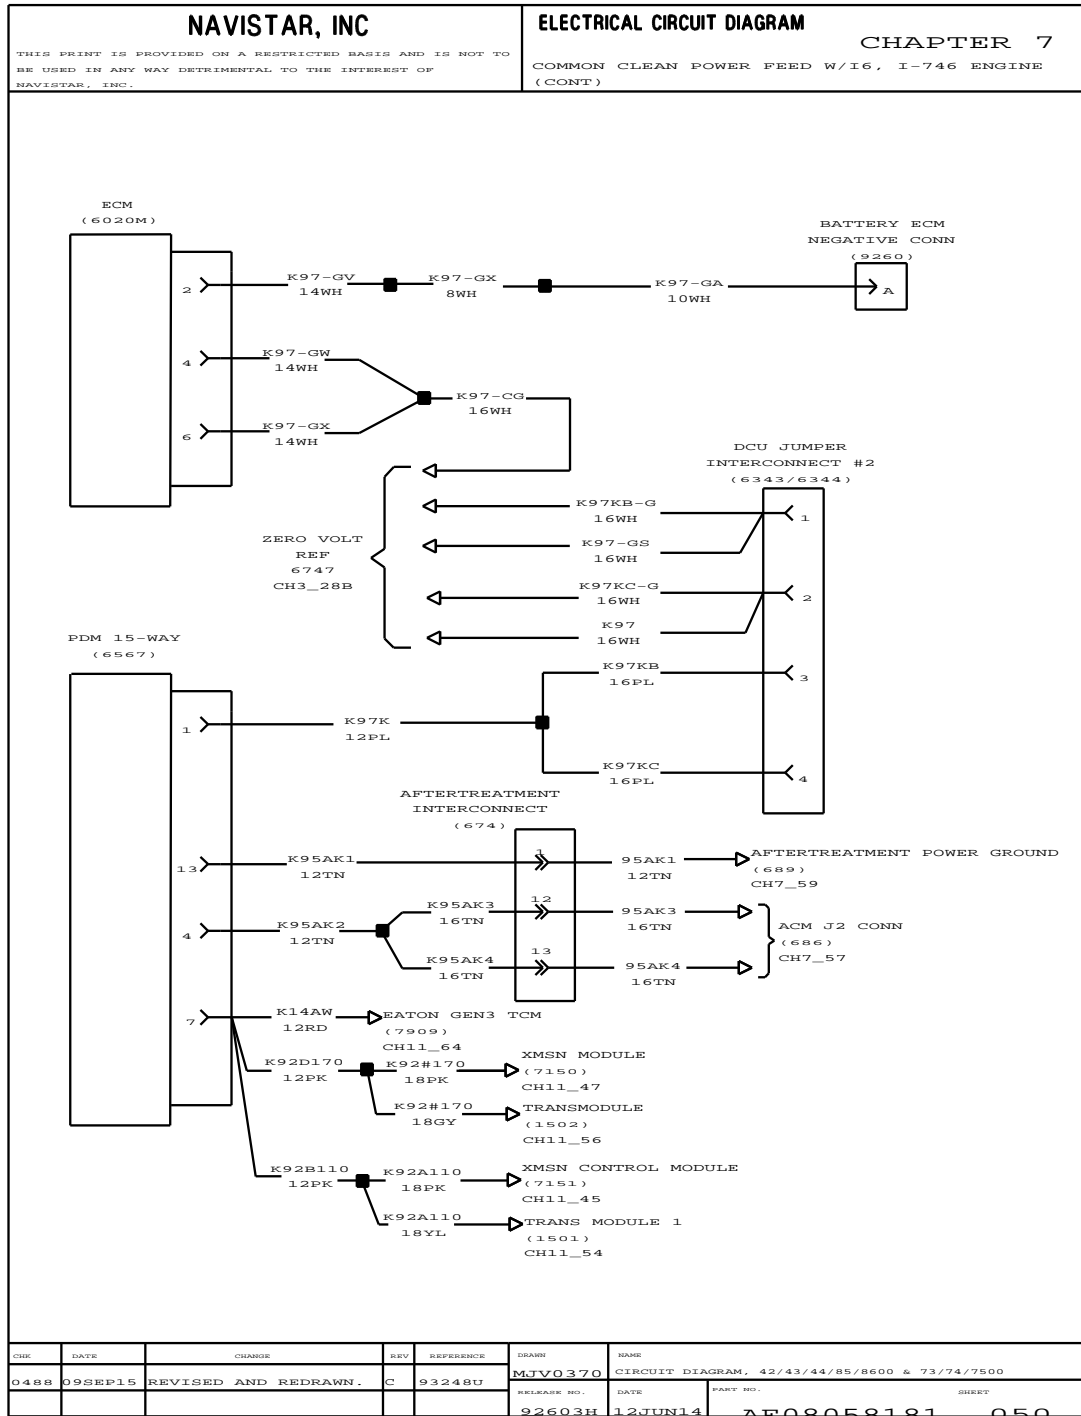 NAVISTAR, INC
THIS PRINT IS PROVIDED ON A RESTRICTED BASIS AND IS NOT TO
BE USED IN ANY WAY DETRIMENTAL TO THE INTEREST OF
NAVISTAR, INC.
ELECTRICAL CIRCUIT DIAGRAM
CHAPTER 7
COMMON CLEAN POWER FEED W/I6, I-746 ENGINE
(CONT)
ECM
(6020M)
BATTERY ECM
NEGATIVE CONN
(9260)
2
K97-GV
14WH
K97-GX
8WH
K97-GA
10WH
A
4
K97-GW
14WH
K97-CG
16WH
6
K97-GX
14WH
DCU JUMPER
INTERCONNECT #2
(6343/6344)
K97KB-G
16WH
1
ZERO VOLT
REF
6747
CH3_28B
K97-GS
16WH
K97KC-G
16WH
2
K97
16WH
PDM 15-WAY
(6567)
K97KB
16PL
3
1
K97K
12PL
K97KC
16PL
4
AFTERTREATMENT
INTERCONNECT
(674)
13
K95AK1
12TN
1
95AK1
12TN
AFTERTREATMENT POWER GROUND
(689)
CH7_59
4
K95AK2
12TN
K95AK3
16TN
12
95AK3
16TN
ACM J2 CONN
(686)
CH7_57
K95AK4
16TN
13
95AK4
16TN
7
K14AW
12RD
EATON GEN3 TCM
(7909)
CH11_64
K92D170
12PK
K92#170
18PK
XMSN MODULE
(7150)
CH11_47
K92#170
18GY
TRANSMODULE
(1502)
CH11_56
K92B110
12PK
K92A110
18PK
XMSN CONTROL MODULE
(7151)
CH11_45
K92A110
18YL
TRANS MODULE 1
(1501)
CH11_54
CHK DATE CHANGE REV REFERENCE
0488 09SEP15 REVISED AND REDRAWN. C 93248U
DRAWN
MJV0370
NAME
CIRCUIT DIAGRAM, 42/43/44/85/8600 & 73/74/7500
RELEASE NO.
92603H
DATE
12JUN14
PART NO.
AF08058181
SHEET
050